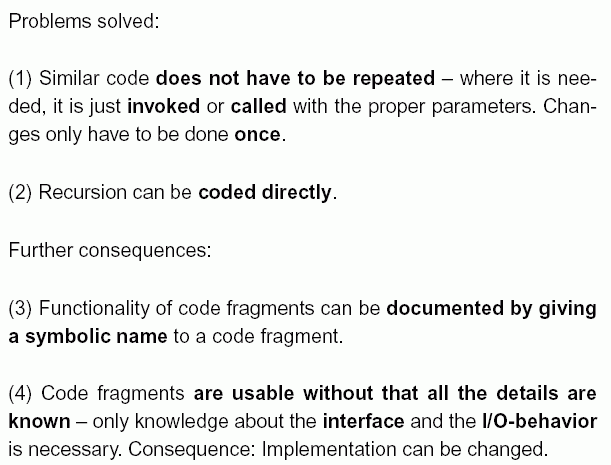 Problems solved:
(1) Similar code does not have to be repeated – where it is nee-
ded, it is just invoked or called with the proper parameters. Chan-
ges only have to be done once.
(2) Recursion can be coded directly.
Further consequences:
(3) Functionality of code fragments can be documented by giving
a symbolic name to a code fragment.
(4) Code fragments are usable without that all the details are
known – only knowledge about the interface and the I/O-behavior
is necessary. Consequence: Implementation can be changed.